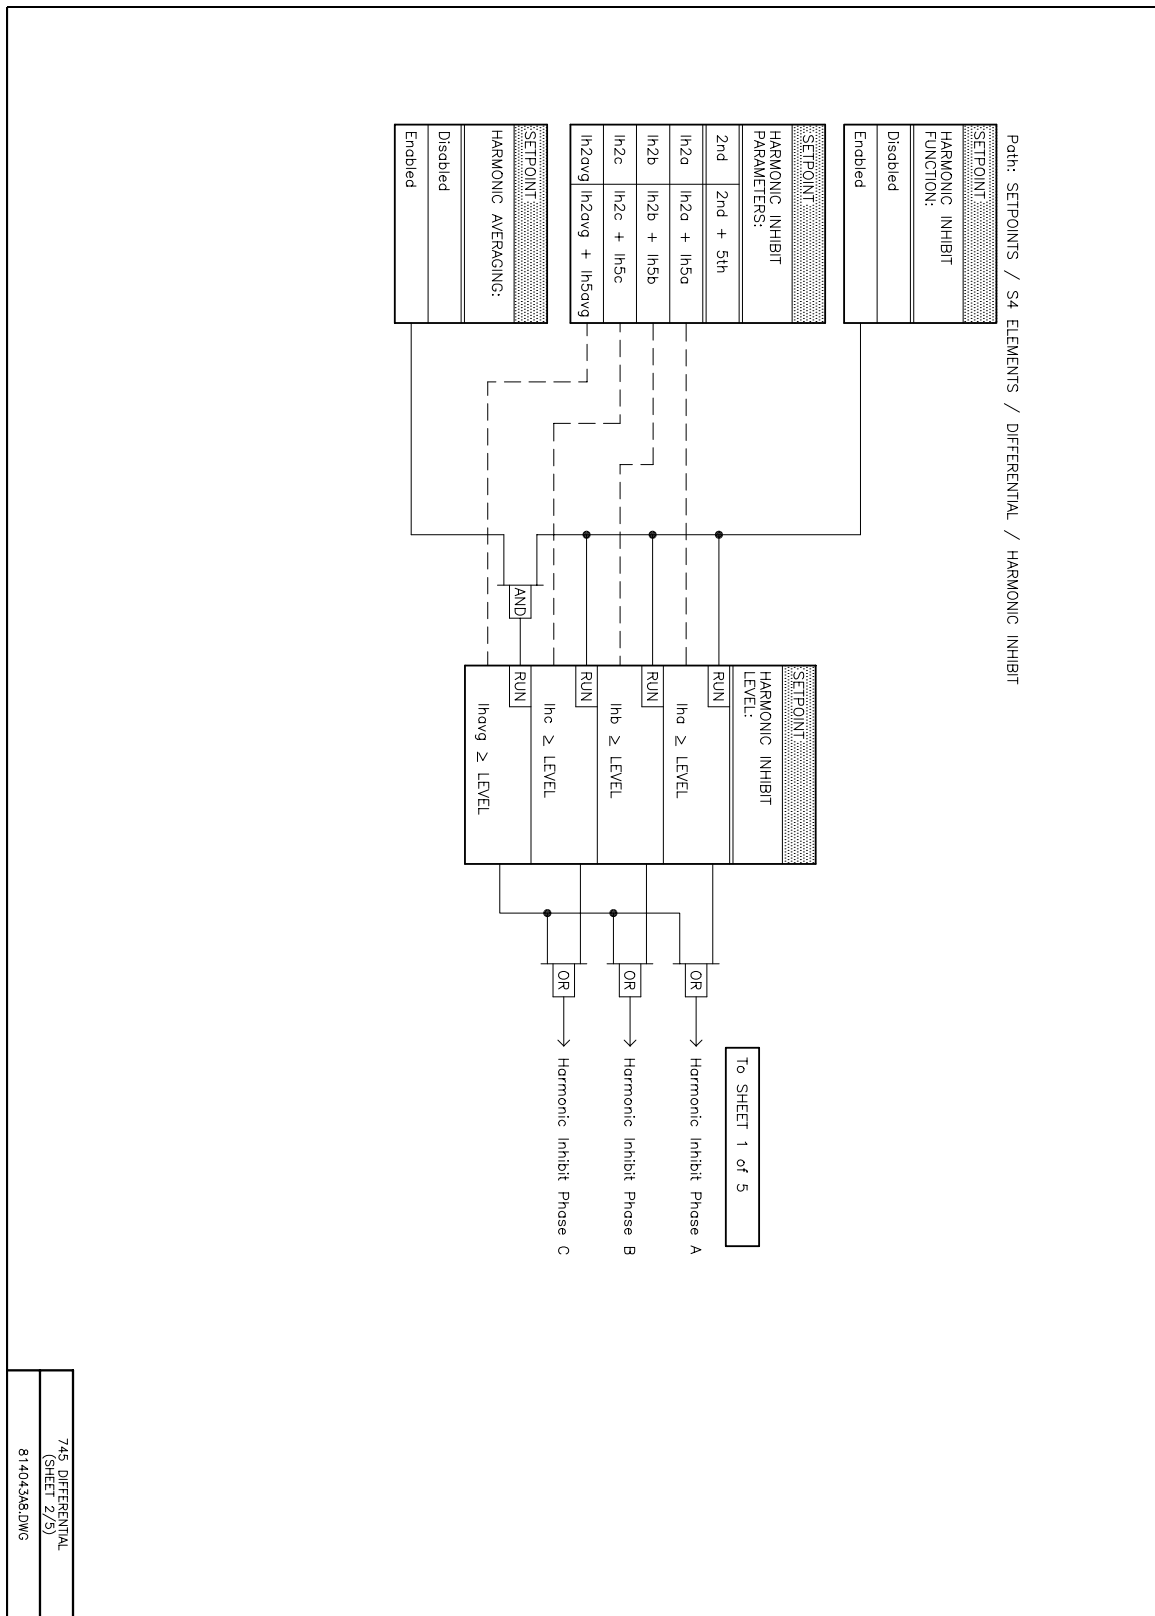 Path: SETPOINTS / S4 ELEMENTS / DIFFERENTIAL / HARMONIC INHIBIT
SETPOINT
HARMONIC INHIBIT
FUNCTION:
Disabled
Enabled
SETPOINT
HARMONIC INHIBIT
PARAMETERS:
2nd 2nd + 5th
Ih2a Ih2a + Ih5a
Ih2b Ih2b + Ih5b
Ih2c Ih2c + Ih5c
Ih2avg Ih2avg + Ih5avg
SETPOINT
HARMONIC AVERAGING:
Disabled
Enabled
AND
SETPOINT
HARMONIC INHIBIT
LEVEL:
RUN
Iha ≥ LEVEL
RUN
Ihb ≥ LEVEL
RUN
Ihc ≥ LEVEL
RUN
Ihavg ≥ LEVEL
OR
OR
OR
To SHEET 1 of 5
Harmonic Inhibit Phase A
Harmonic Inhibit Phase B
Harmonic Inhibit Phase C
745 DIFFERENTIAL
(SHEET 2/5)
814043A8.DWG